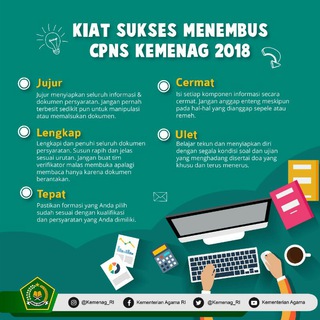 KIAT SUKSES MENEMBUS
CPNS KEMENAG 2018
Jujur
Jujur menyiapkan seluruh informasi &
dokumen persyaratan. Jangan pernah
terbesit sedikit pun untuk manipulasi
atau memalsukan dokumen.
Lengkap
Lengkapi dan penuhi seluruh dokumen
persyaratan. Susun rapih dan jelas
sesuai urutan. Jangan buat tim
verifikator malas membuka apalagi
membaca hanya karena dokumen
berantakan.
Tepat
Pastikan formasi yang Anda pilih
sudah sesuai dengan kualifikasi
dan persyaratan yang Anda dimiliki.
Cermat
Isi setiap komponen informasi secara
cermat. Jangan anggap enteng meskipun
pada hal-hal yang dianggap sepele atau
remeh.
Ulet
Belajar tekun dan menyiapkan diri
dengan segala kondisi soal dan ujian
yang menghadang disertai doa yang
khusu dan terus menerus.
@Kemenag_RI
Kementerian Agama RI
@Kemenag_RI
Kementerian Agama